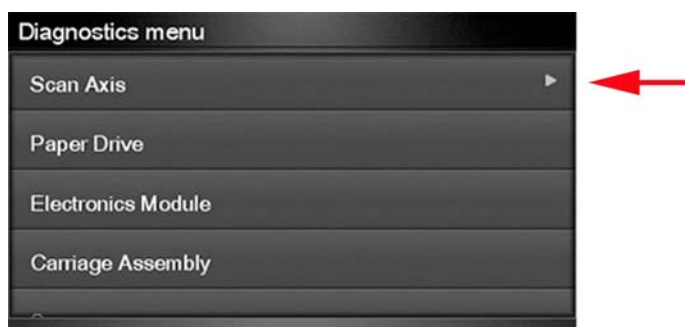 Diagnostics menu
Scan Axis
Paper Drive
Electronics Module
Carriage Assembly